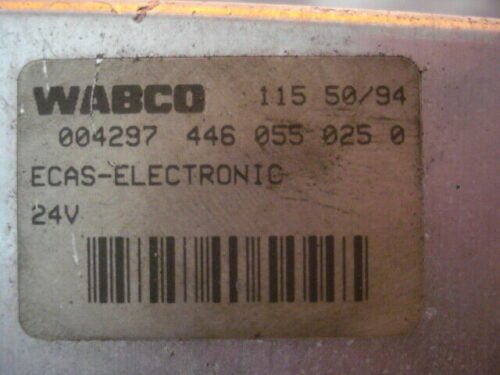 WABCO 115 50/94
004297 446 055 025 0
ECAS-ELECTRONIC
24V